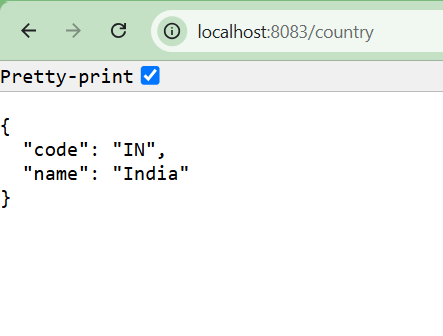 localhost:8083/country
Pretty-print
{
  "code": "IN",
  "name": "India"
}